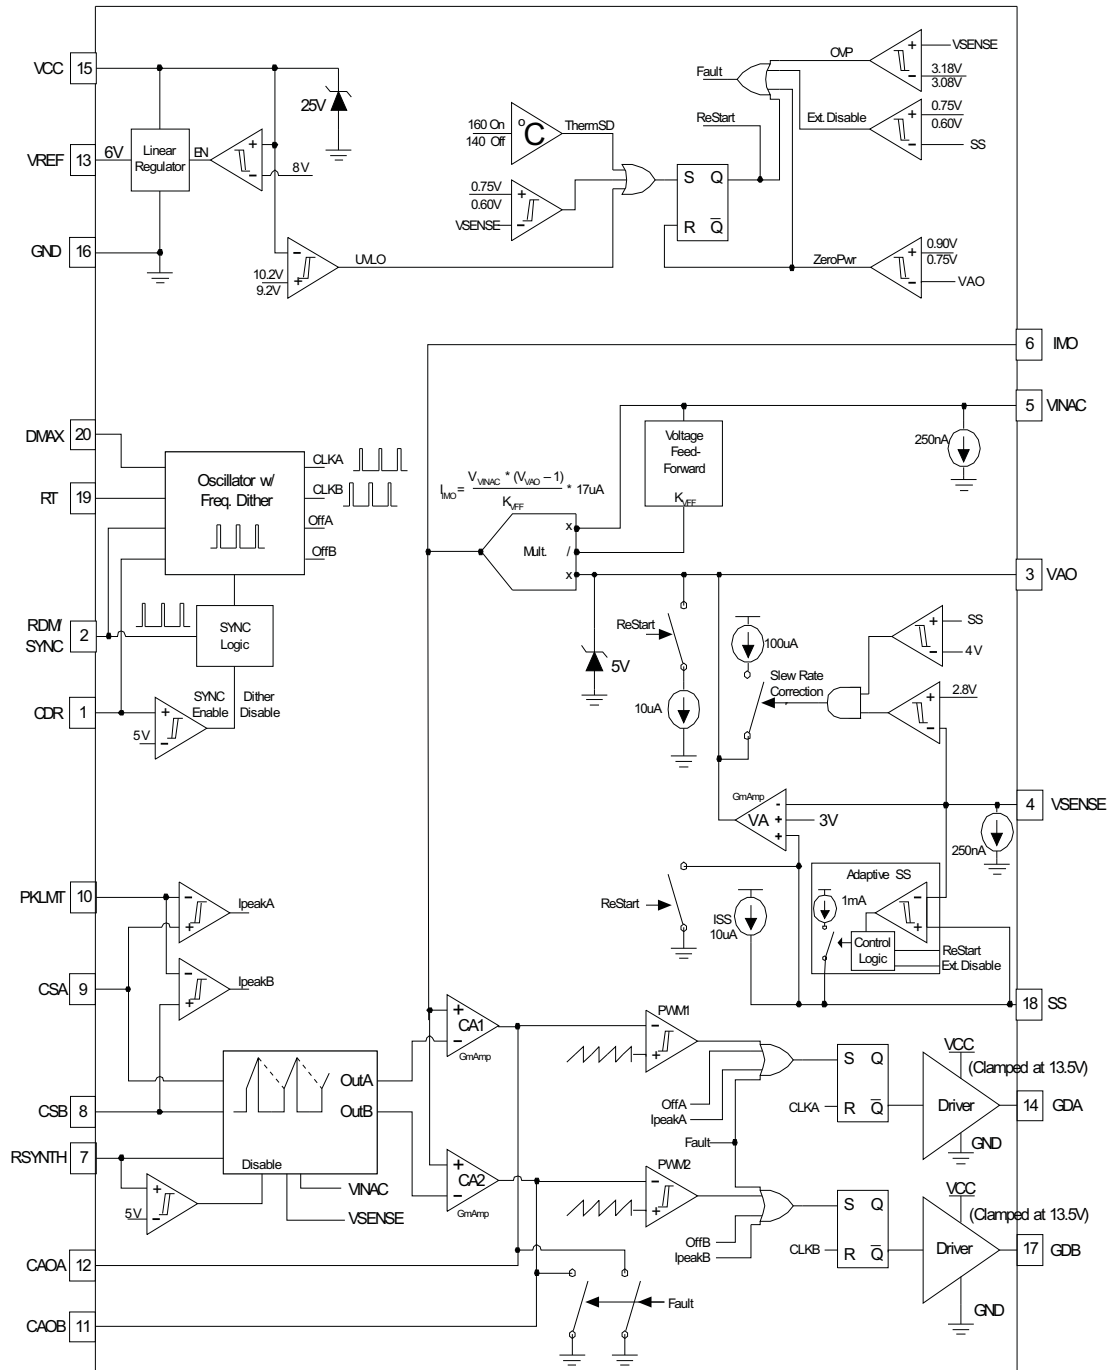 VCC 15
VREF 13
GND 16
6V
Linear
Regulator
EN
8V
25V
10.2V
9.2V
UVLO
160 On
140 Off
°C
ThermSD
0.75V
0.60V
VSENSE
S Q
R Q
Fault
ReStart
OVP
VSENSE
3.18V
3.08V
Ext. Disable
0.75V
0.60V
SS
ZeroPwr
0.90V
0.75V
VAO
6 IMO
5 VINAC
250nA
Voltage
Feed-
Forward
KVFF
IIMO = VVINAC * (VVAO – 1) / KVFF * 17uA
Mult.
x
/
x
3 VAO
DMAX 20
RT 19
RDM/
SYNC 2
CDR 1
Oscillator w/
Freq. Dither
CLKA
CLKB
OffA
OffB
SYNC
Logic
SYNC
Enable
Dither
Disable
5V
5V
ReStart
10uA
100uA
Slew Rate
Correction
SS
4V
2.8V
GmAmp
VA
3V
4 VSENSE
250nA
ReStart
ISS
10uA
Adaptive SS
1mA
Control
Logic
ReStart
Ext. Disable
18 SS
PKLMT 10
IpeakA
CSA 9
IpeakB
CSB 8
RSYNTH 7
OutA
OutB
Disable
VINAC
VSENSE
5V
CAOA 12
CAOB 11
CA1
GmAmp
CA2
GmAmp
PWM1
OffA
IpeakA
Fault
PWM2
OffB
IpeakB
Fault
CLKA
S Q
R Q
VCC
(Clamped at 13.5V)
Driver
GND
14 GDA
CLKB
S Q
R Q
VCC
(Clamped at 13.5V)
Driver
GND
17 GDB